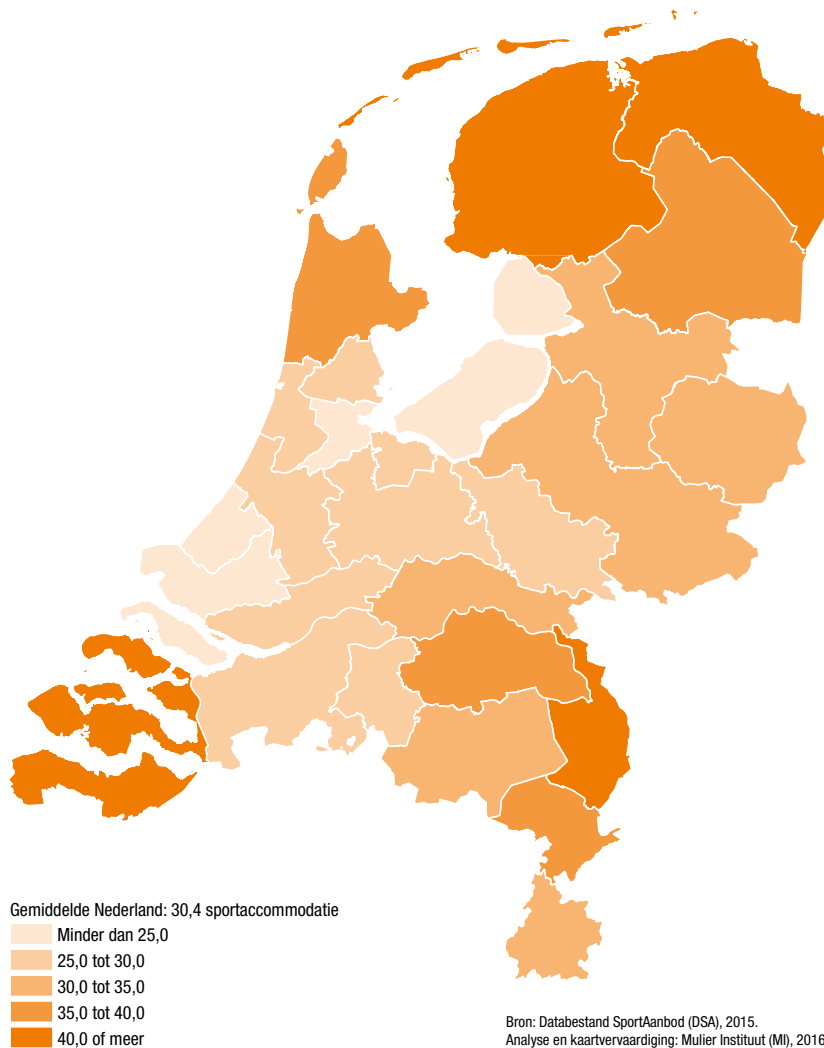 Gemiddelde Nederland: 30,4 sportaccommodatie
Minder dan 25,0
25,0 tot 30,0
30,0 tot 35,0
35,0 tot 40,0
40,0 of meer
Bron: Databestand SportAanbod (DSA), 2015.
Analyse en kaartvervaardiging: Mulier Instituut (MI), 2016